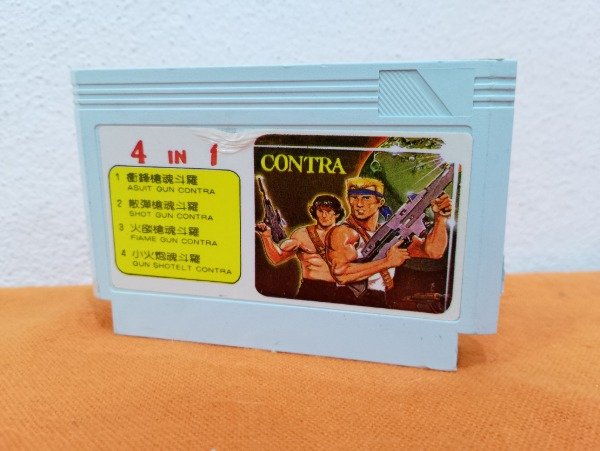 4 IN 1
CONTRA
1 衝鋒槍魂斗羅
ASUIT GUN CONTRA
2 散彈槍魂斗羅
SHOT GUN CONTRA
3 火燄槍魂斗羅
FIAME GUN CONTRA
4 小火炮魂斗羅
GUN SHOTELT CONTRA